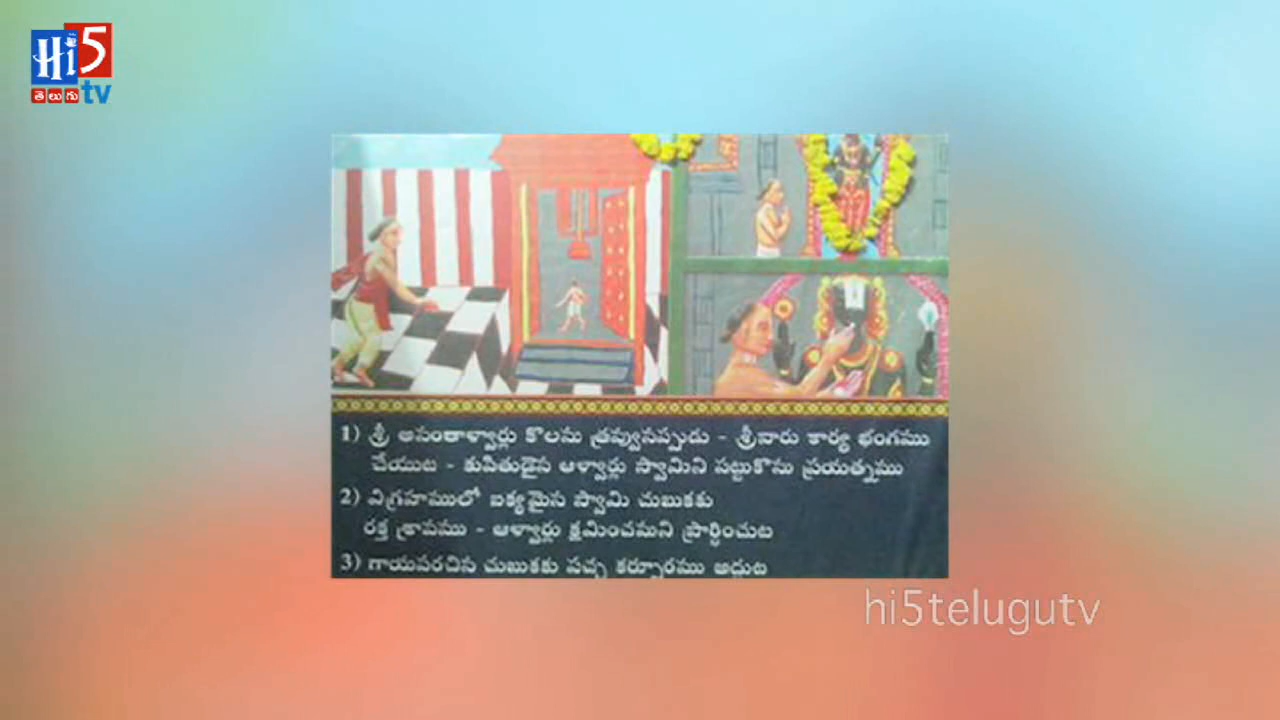 Hi5
తెలుగు tv
1) శ్రీ అనంతాళ్వార్లు కొలను త్రవ్వునప్పుడు - శ్రీవారు కార్య భంగము
చేయుట - కుపితుడైన ఆళ్వార్లు స్వామిని పట్టుకొను ప్రయత్నము
2) విగ్రహములో ఐక్యమైన స్వామి చుబుకకు
రక్త శ్రావము - ఆళ్వార్లు క్షమించమని ప్రార్థించుట
3) గాయపరచిన చుబుకకు పచ్చ కర్పూరము అద్దుట
hi5telugutv